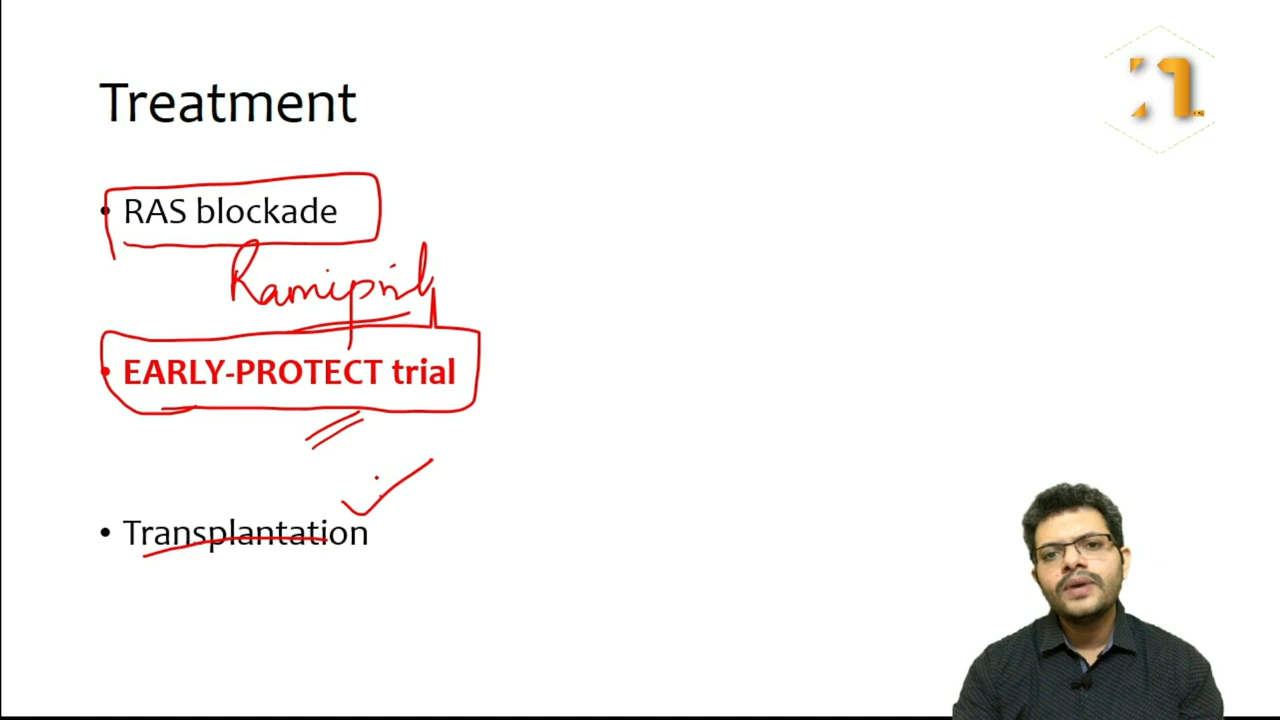 Treatment
• RAS blockade
Ramipril
• EARLY-PROTECT trial
• Transplantation